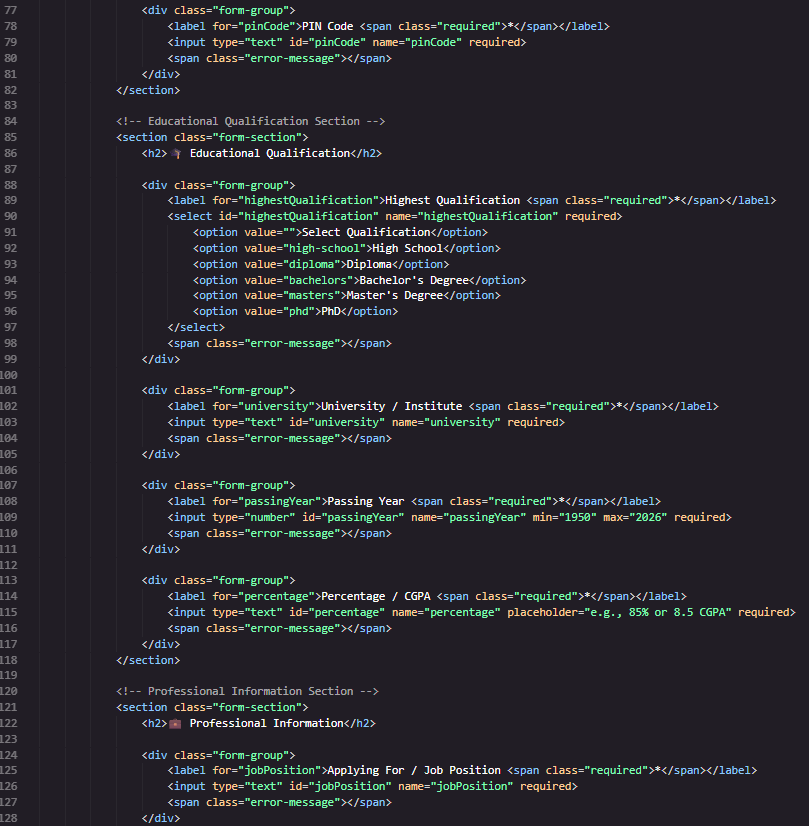 77 <div class="form-group">
78 <label for="pinCode">PIN Code <span class="required">*</span></label>
79 <input type="text" id="pinCode" name="pinCode" required>
80 <span class="error-message"></span>
81 </div>
82 </section>
83
84 <!-- Educational Qualification Section -->
85 <section class="form-section">
86 <h2>🎓 Educational Qualification</h2>
87
88 <div class="form-group">
89 <label for="highestQualification">Highest Qualification <span class="required">*</span></label>
90 <select id="highestQualification" name="highestQualification" required>
91 <option value="">Select Qualification</option>
92 <option value="high-school">High School</option>
93 <option value="diploma">Diploma</option>
94 <option value="bachelors">Bachelor's Degree</option>
95 <option value="masters">Master's Degree</option>
96 <option value="phd">PhD</option>
97 </select>
98 <span class="error-message"></span>
99 </div>
100
101 <div class="form-group">
102 <label for="university">University / Institute <span class="required">*</span></label>
103 <input type="text" id="university" name="university" required>
104 <span class="error-message"></span>
105 </div>
106
107 <div class="form-group">
108 <label for="passingYear">Passing Year <span class="required">*</span></label>
109 <input type="number" id="passingYear" name="passingYear" min="1950" max="2026" required>
110 <span class="error-message"></span>
111 </div>
112
113 <div class="form-group">
114 <label for="percentage">Percentage / CGPA <span class="required">*</span></label>
115 <input type="text" id="percentage" name="percentage" placeholder="e.g., 85% or 8.5 CGPA" required>
116 <span class="error-message"></span>
117 </div>
118 </section>
119
120 <!-- Professional Information Section -->
121 <section class="form-section">
122 <h2>💼 Professional Information</h2>
123
124 <div class="form-group">
125 <label for="jobPosition">Applying For / Job Position <span class="required">*</span></label>
126 <input type="text" id="jobPosition" name="jobPosition" required>
127 <span class="error-message"></span>
128 </div>